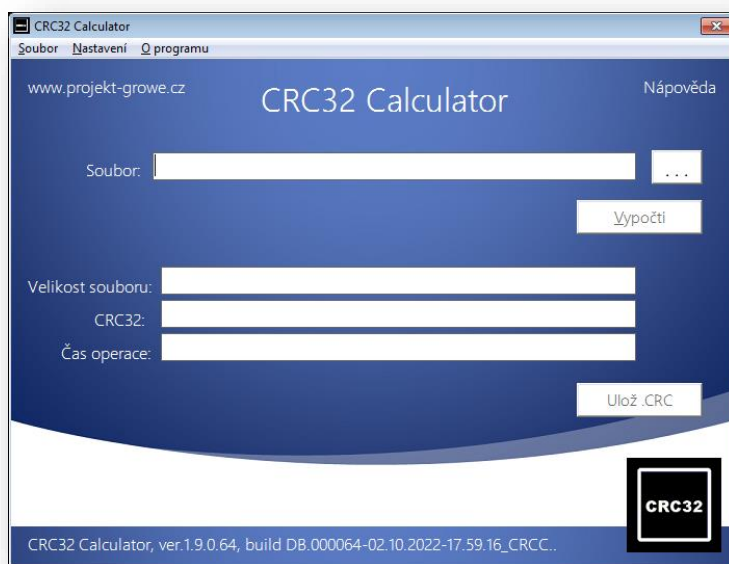 CRC32 Calculator
Soubor Nastavení O programu
www.projekt-growe.cz
CRC32 Calculator
Nápověda
Soubor:
...
Vypočti
Velikost souboru:
CRC32:
Čas operace:
Ulož .CRC
CRC32
CRC32 Calculator, ver.1.9.0.64, build DB.000064-02.10.2022-17.59.16_CRCC..